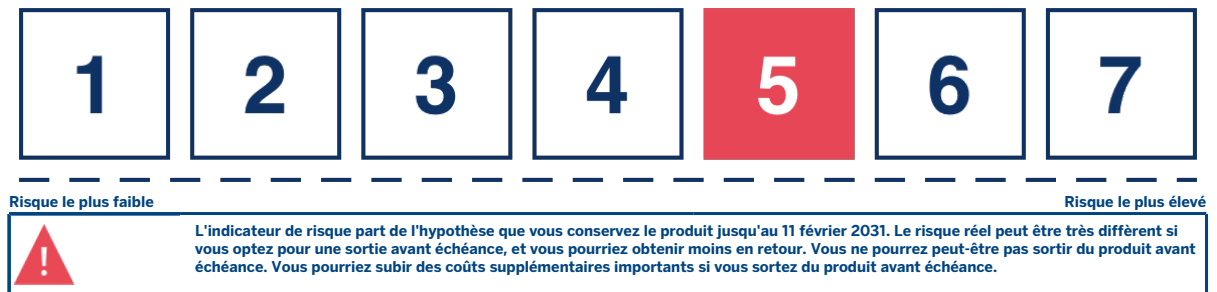 1 2 3 4 5 6 7
Risque le plus faible Risque le plus élevé
! L'indicateur de risque part de l'hypothèse que vous conservez le produit jusqu'au 11 février 2031. Le risque réel peut être très diffèrent si
vous optez pour une sortie avant échéance, et vous pourriez obtenir moins en retour. Vous ne pourrez peut-être pas sortir du produit avant
échéance. Vous pourriez subir des coûts supplémentaires importants si vous sortez du produit avant échéance.